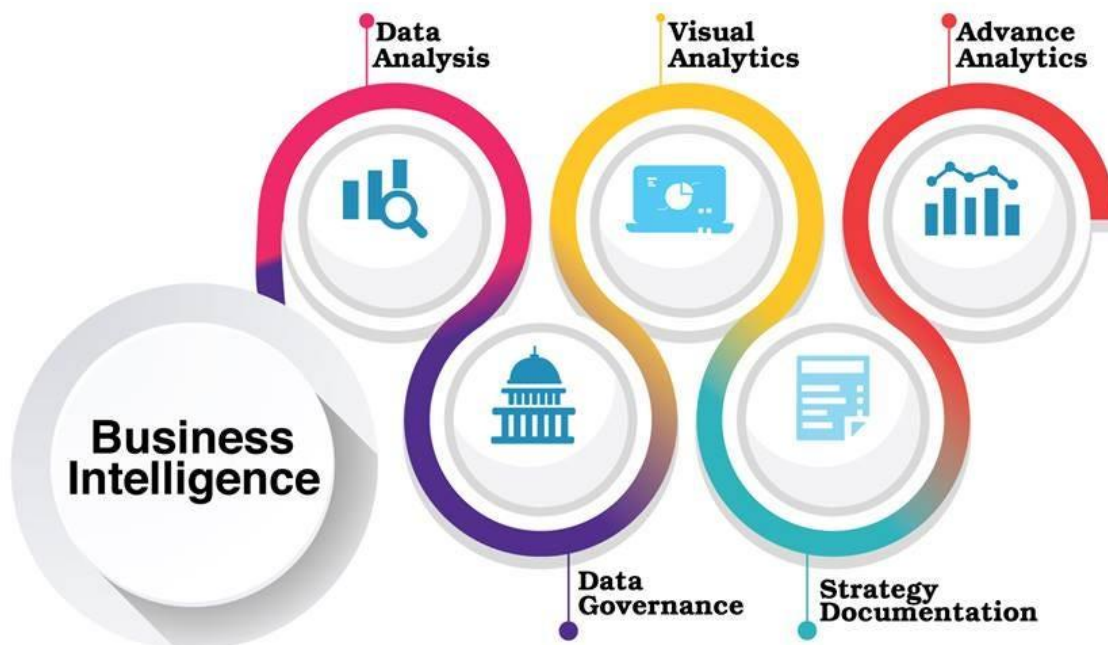 Data
Analysis
Visual
Analytics
Advance
Analytics
Business
Intelligence
Data
Governance
Strategy
Documentation